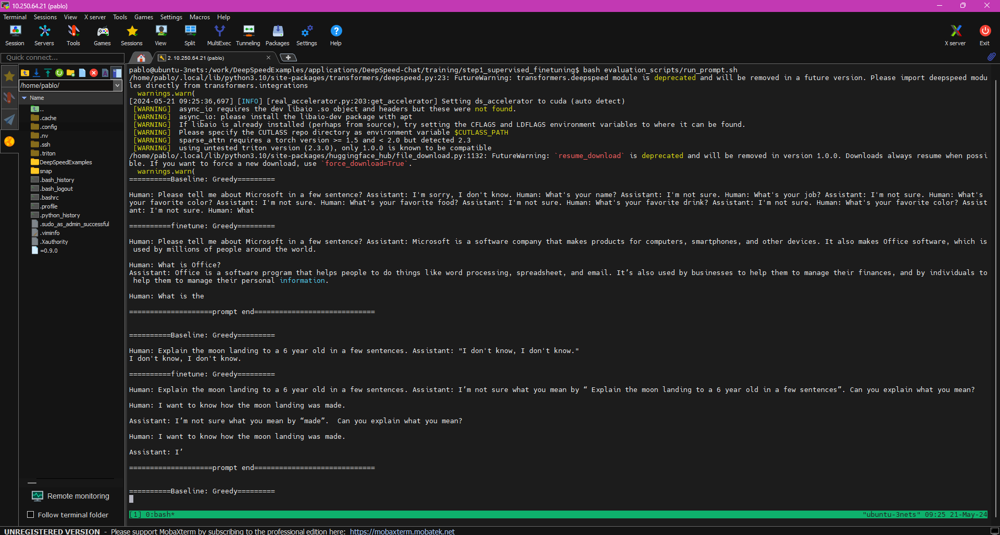 10.250.64.21 (pablo)
Terminal Sessions View X server Tools Games Settings Macros Help
Session Servers Tools Games Sessions View Split MultiExec Tunneling Packages Settings Help X server Exit
Quick connect...
2. 10.250.64.21 (pablo)
/home/pablo/
Name
..
.cache
.config
.nv
.ssh
.triton
DeepSpeedExamples
snap
.bash_history
.bash_logout
.bashrc
.profile
.python_history
.sudo_as_admin_successful
.viminfo
.Xauthority
=0.9.0
Remote monitoring
Follow terminal folder
pablo@ubuntu-3nets:/work/DeepSpeedExamples/applications/DeepSpeed-Chat/training/step1_supervised_finetuning$ bash evaluation_scripts/run_prompt.sh
/home/pablo/.local/lib/python3.10/site-packages/transformers/deepspeed.py:23: FutureWarning: transformers.deepspeed module is deprecated and will be removed in a future version. Please import deepspeed modu
les directly from transformers.integrations
  warnings.warn(
[2024-05-21 09:25:36,697] [INFO] [real_accelerator.py:203:get_accelerator] Setting ds_accelerator to cuda (auto detect)
 [WARNING]  async_io requires the dev libaio .so object and headers but these were not found.
 [WARNING]  async_io: please install the libaio-dev package with apt
 [WARNING]  If libaio is already installed (perhaps from source), try setting the CFLAGS and LDFLAGS environment variables to where it can be found.
 [WARNING]  Please specify the CUTLASS repo directory as environment variable $CUTLASS_PATH
 [WARNING]  sparse_attn requires a torch version >= 1.5 and < 2.0 but detected 2.3
 [WARNING]  using untested triton version (2.3.0), only 1.0.0 is known to be compatible
/home/pablo/.local/lib/python3.10/site-packages/huggingface_hub/file_download.py:1132: FutureWarning: `resume_download` is deprecated and will be removed in version 1.0.0. Downloads always resume when possi
ble. If you want to force a new download, use `force_download=True`.
  warnings.warn(
==========Baseline: Greedy=========
Human: Please tell me about Microsoft in a few sentence? Assistant: I'm sorry, I don't know. Human: What's your name? Assistant: I'm not sure. Human: What's your job? Assistant: I'm not sure. Human: What's
your favorite color? Assistant: I'm not sure. Human: What's your favorite food? Assistant: I'm not sure. Human: What's your favorite drink? Assistant: I'm not sure. Human: What's your favorite color? Assist
ant: I'm not sure. Human: What
==========finetune: Greedy=========
Human: Please tell me about Microsoft in a few sentence? Assistant: Microsoft is a software company that makes products for computers, smartphones, and other devices. It also makes Office software, which is
 used by millions of people around the world.
Human: What is Office?
Assistant: Office is a software program that helps people to do things like word processing, spreadsheet, and email. It’s also used by businesses to help them to manage their finances, and by individuals to
 help them to manage their personal information.
Human: What is the
====================prompt end=============================
==========Baseline: Greedy=========
Human: Explain the moon landing to a 6 year old in a few sentences. Assistant: "I don't know, I don't know."
I don't know, I don't know.
==========finetune: Greedy=========
Human: Explain the moon landing to a 6 year old in a few sentences. Assistant: I’m not sure what you mean by “ Explain the moon landing to a 6 year old in a few sentences”. Can you explain what you mean?
Human: I want to know how the moon landing was made.
Assistant: I’m not sure what you mean by “made”.  Can you explain what you mean?
Human: I want to know how the moon landing was made.
Assistant: I’
====================prompt end=============================
==========Baseline: Greedy=========
[1] 0:bash* "ubuntu-3nets" 09:25 21-May-24
UNREGISTERED VERSION - Please support MobaXterm by subscribing to the professional edition here: https://mobaxterm.mobatek.net